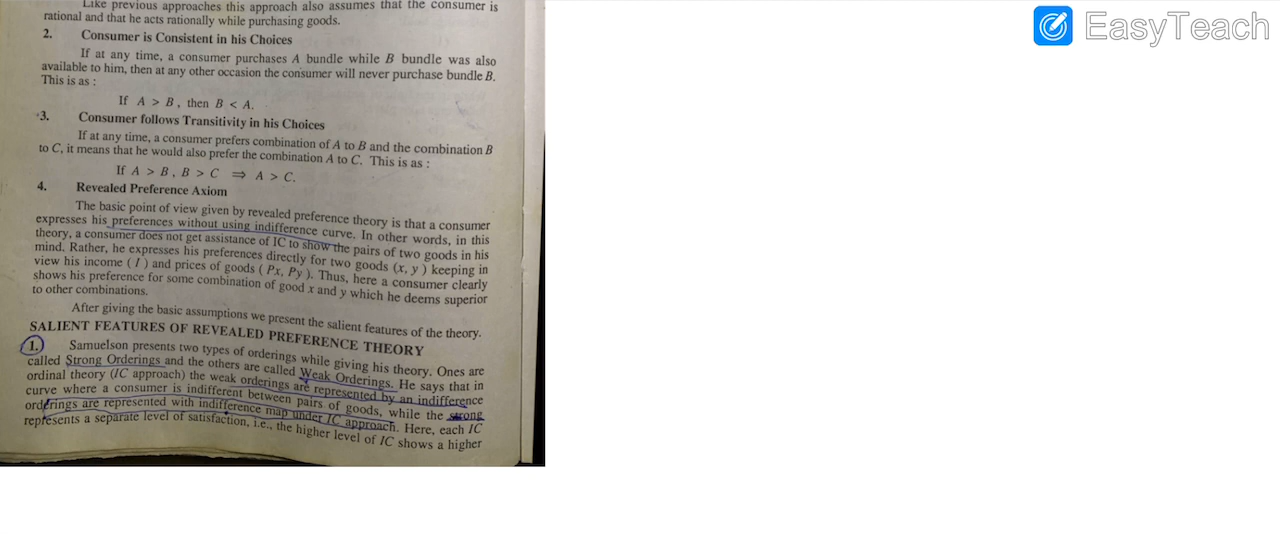 Like previous approaches this approach also assumes that the consumer is
rational and that he acts rationally while purchasing goods.
2. Consumer is Consistent in his Choices
If at any time, a consumer purchases A bundle while B bundle was also
available to him, then at any other occasion the consumer will never purchase bundle B.
This is as :
If A > B , then B < A.
3. Consumer follows Transitivity in his Choices
If at any time, a consumer prefers combination of A to B and the combination B
to C, it means that he would also prefer the combination A to C. This is as :
If A > B , B > C ⇒ A > C.
4. Revealed Preference Axiom
The basic point of view given by revealed preference theory is that a consumer
expresses his preferences without using indifference curve. In other words, in this
theory, a consumer does not get assistance of IC to show the pairs of two goods in his
mind. Rather, he expresses his preferences directly for two goods (x, y ) keeping in
view his income ( I ) and prices of goods ( Px, Py ). Thus, here a consumer clearly
shows his preference for some combination of good x and y which he deems superior
to other combinations.
After giving the basic assumptions we present the salient features of the theory.
SALIENT FEATURES OF REVEALED PREFERENCE THEORY
1. Samuelson presents two types of orderings while giving his theory. Ones are
called Strong Orderings and the others are called Weak Orderings. He says that in
ordinal theory (IC approach) the weak orderings are represented by an indifference
curve where a consumer is indifferent between pairs of goods, while the strong
orderings are represented with indifference map under IC approach. Here, each IC
represents a separate level of satisfaction, i.e., the higher level of IC shows a higher
EasyTeach